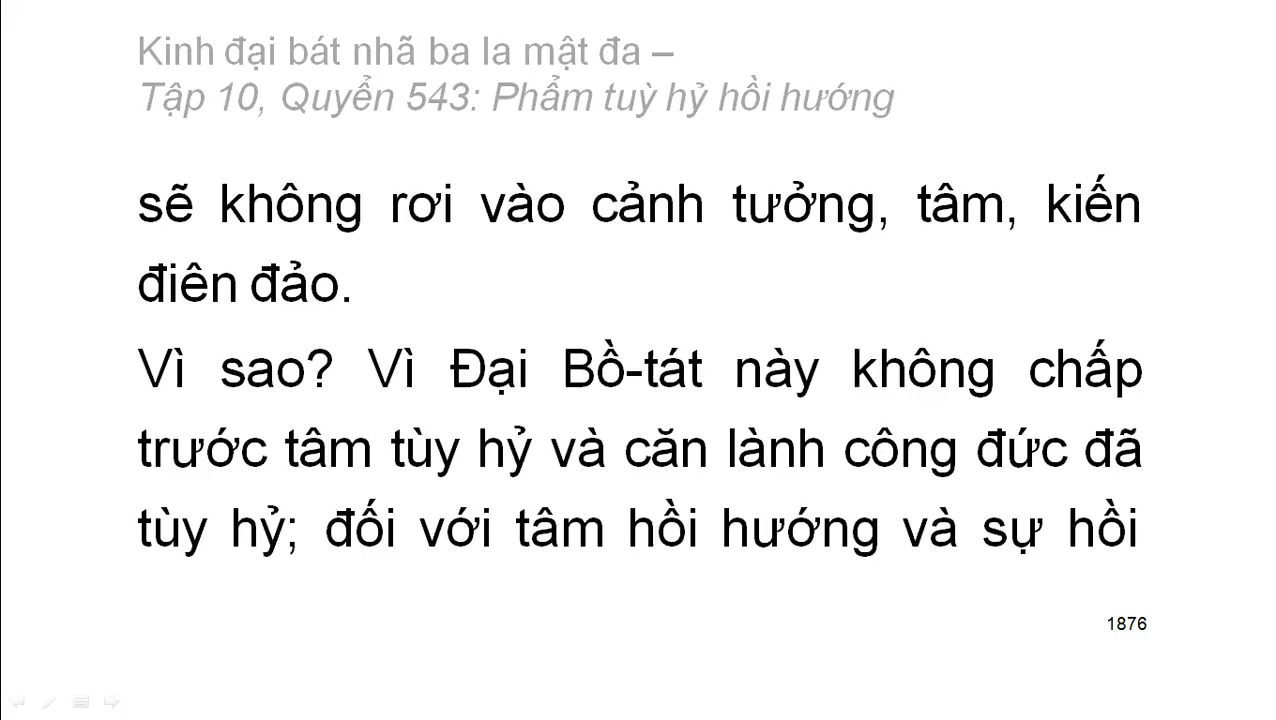 Kinh đại bát nhã ba la mật đa –
Tập 10, Quyển 543: Phẩm tuỳ hỷ hồi hướng
sẽ không rơi vào cảnh tưởng, tâm, kiến
điên đảo.
Vì sao? Vì Đại Bồ-tát này không chấp
trước tâm tùy hỷ và căn lành công đức đã
tùy hỷ; đối với tâm hồi hướng và sự hồi
1876